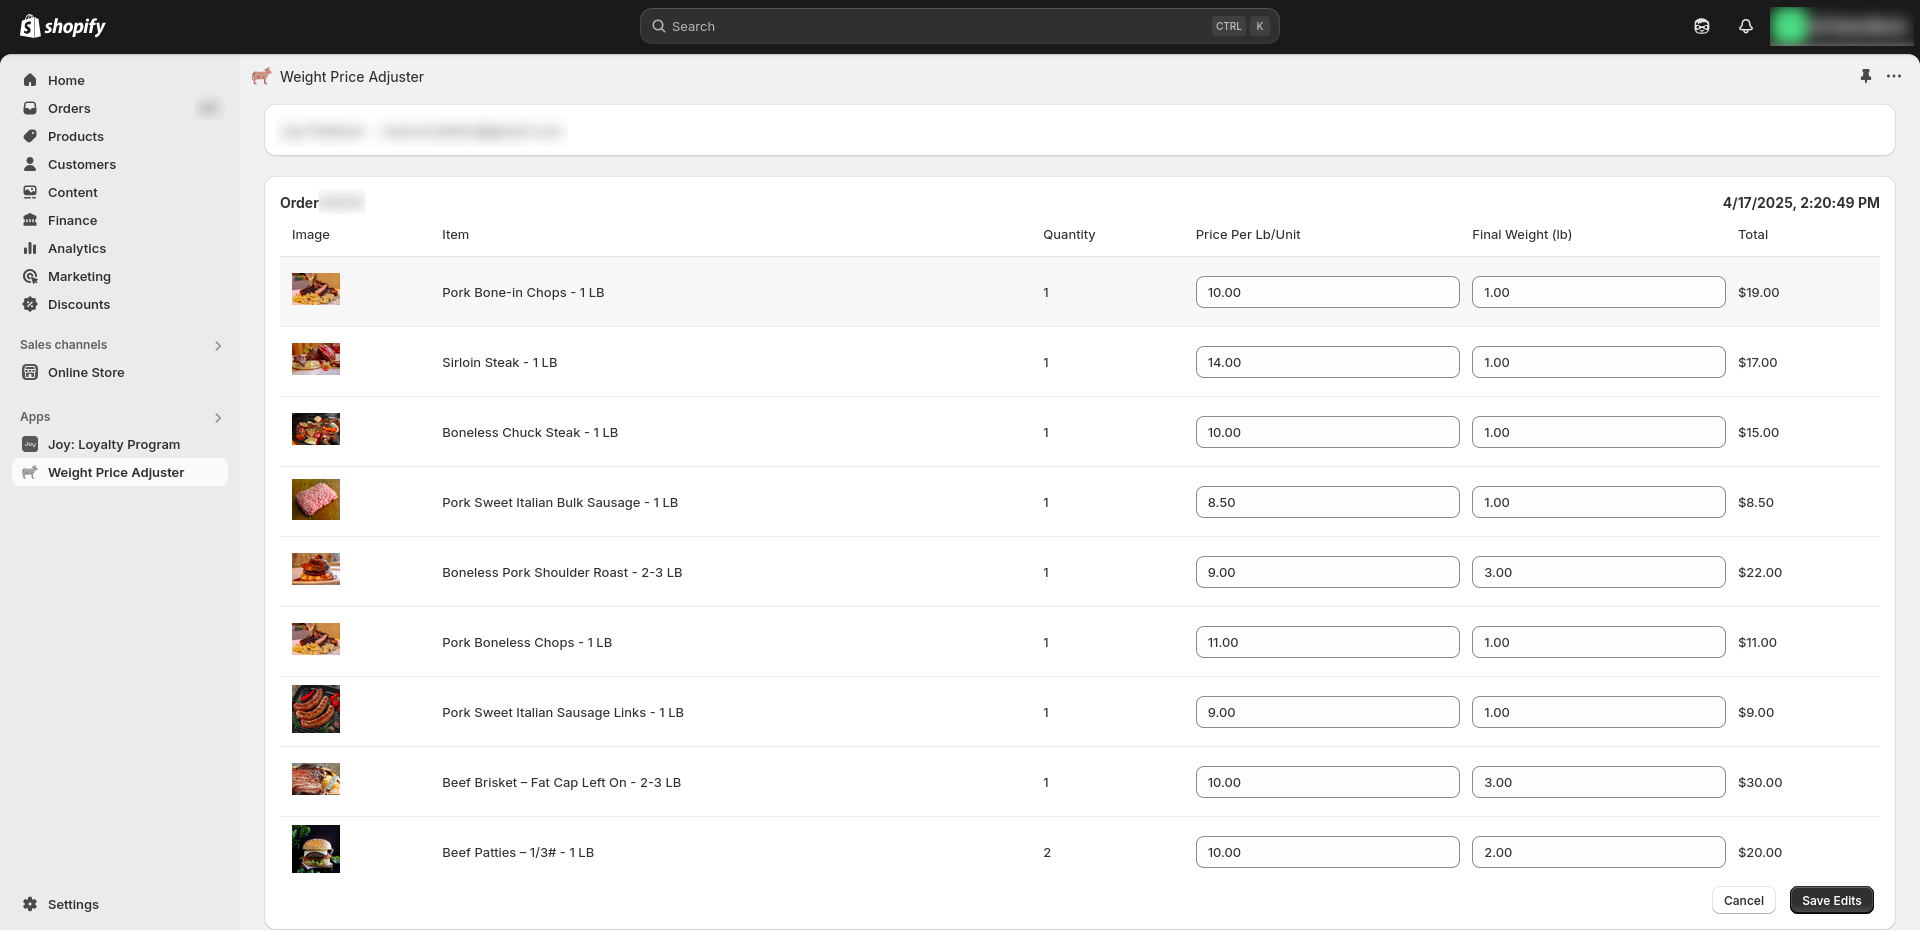 shopify
Search CTRL K
Home
Orders
Products
Customers
Content
Finance
Analytics
Marketing
Discounts
Sales channels
Online Store
Apps
Joy: Loyalty Program
Weight Price Adjuster
Settings
Weight Price Adjuster
Order
4/17/2025, 2:20:49 PM
Image Item Quantity Price Per Lb/Unit Final Weight (lb) Total
Pork Bone-in Chops - 1 LB 1 10.00 1.00 $19.00
Sirloin Steak - 1 LB 1 14.00 1.00 $17.00
Boneless Chuck Steak - 1 LB 1 10.00 1.00 $15.00
Pork Sweet Italian Bulk Sausage - 1 LB 1 8.50 1.00 $8.50
Boneless Pork Shoulder Roast - 2-3 LB 1 9.00 3.00 $22.00
Pork Boneless Chops - 1 LB 1 11.00 1.00 $11.00
Pork Sweet Italian Sausage Links - 1 LB 1 9.00 1.00 $9.00
Beef Brisket – Fat Cap Left On - 2-3 LB 1 10.00 3.00 $30.00
Beef Patties – 1/3# - 1 LB 2 10.00 2.00 $20.00
Cancel Save Edits